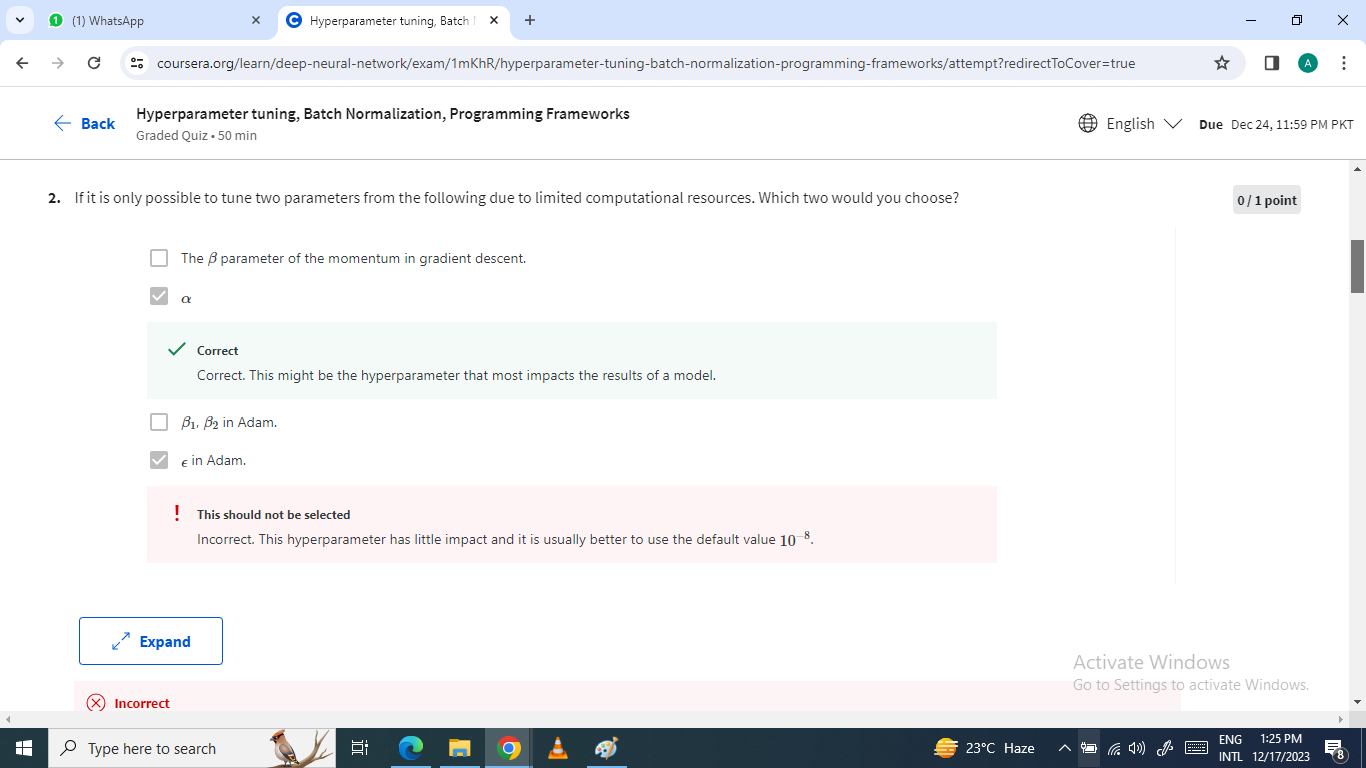 (1) WhatsApp
Hyperparameter tuning, Batch
coursera.org/learn/deep-neural-network/exam/1mKhR/hyperparameter-tuning-batch-normalization-programming-frameworks/attempt?redirectToCover=true
A
Back
Hyperparameter tuning, Batch Normalization, Programming Frameworks
Graded Quiz • 50 min
English
Due Dec 24, 11:59 PM PKT
2. If it is only possible to tune two parameters from the following due to limited computational resources. Which two would you choose?
0 / 1 point
The β parameter of the momentum in gradient descent.
α
Correct
Correct. This might be the hyperparameter that most impacts the results of a model.
β₁, β₂ in Adam.
ϵ in Adam.
! This should not be selected
Incorrect. This hyperparameter has little impact and it is usually better to use the default value 10⁻⁸.
Expand
Activate Windows
Go to Settings to activate Windows.
Incorrect
Type here to search
23°C Haze
ENG
INTL
1:25 PM
12/17/2023
8